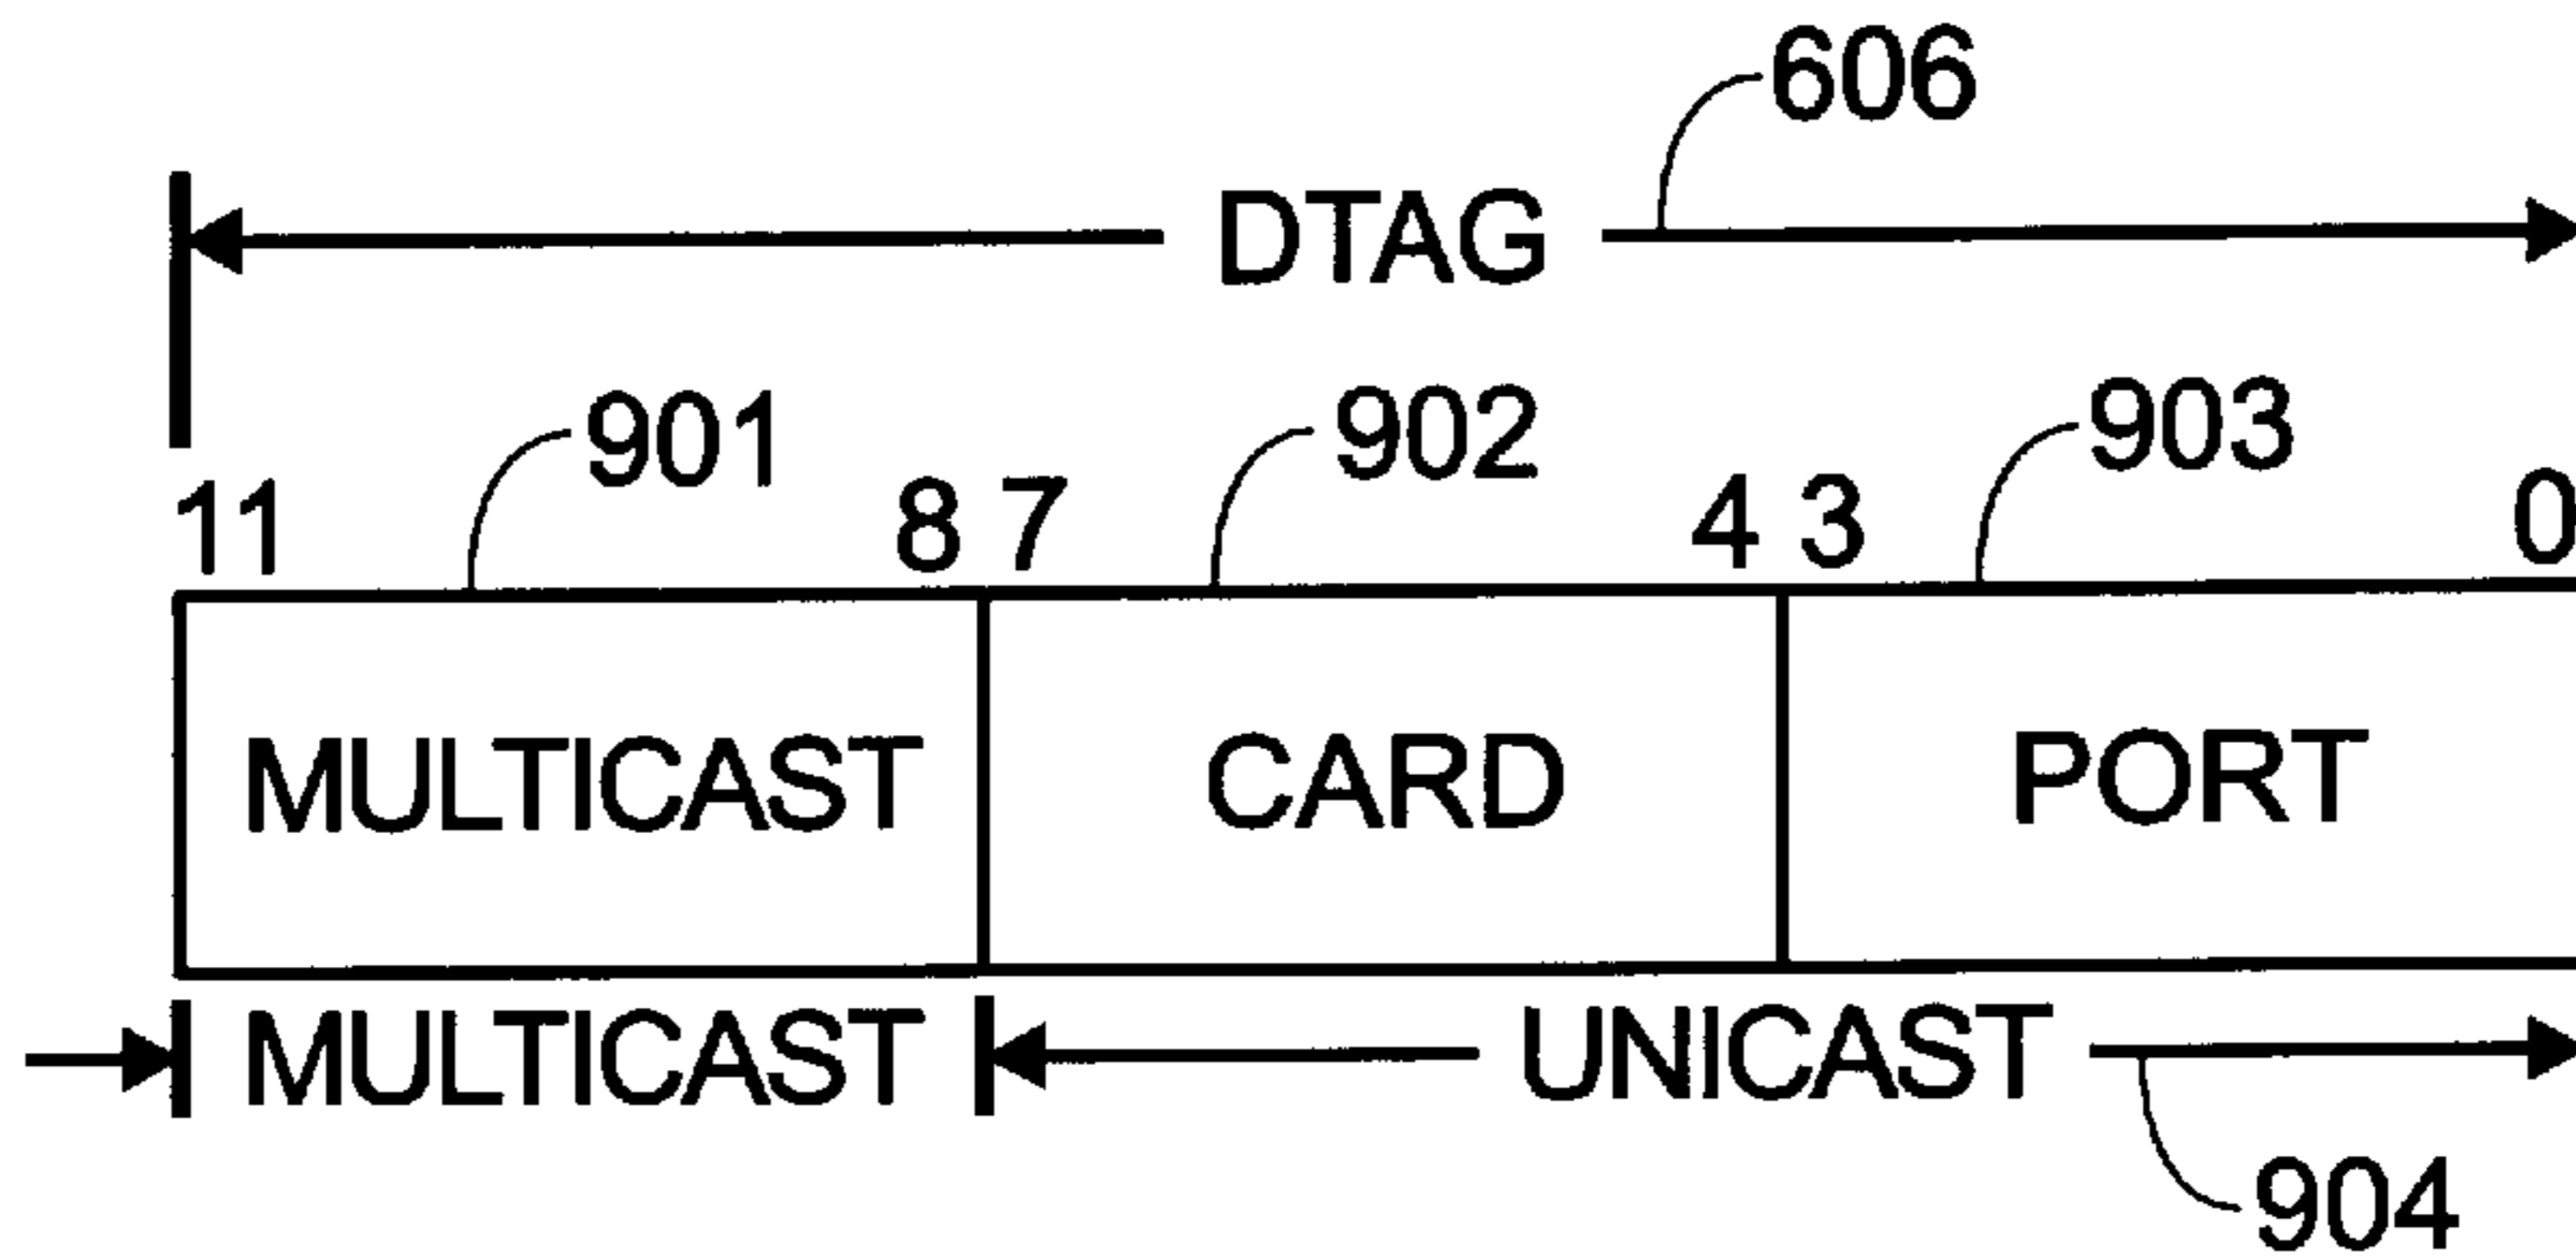 606
DTAG
901 902 903
11 8 7 4 3 0
MULTICAST CARD PORT
MULTICAST UNICAST
904